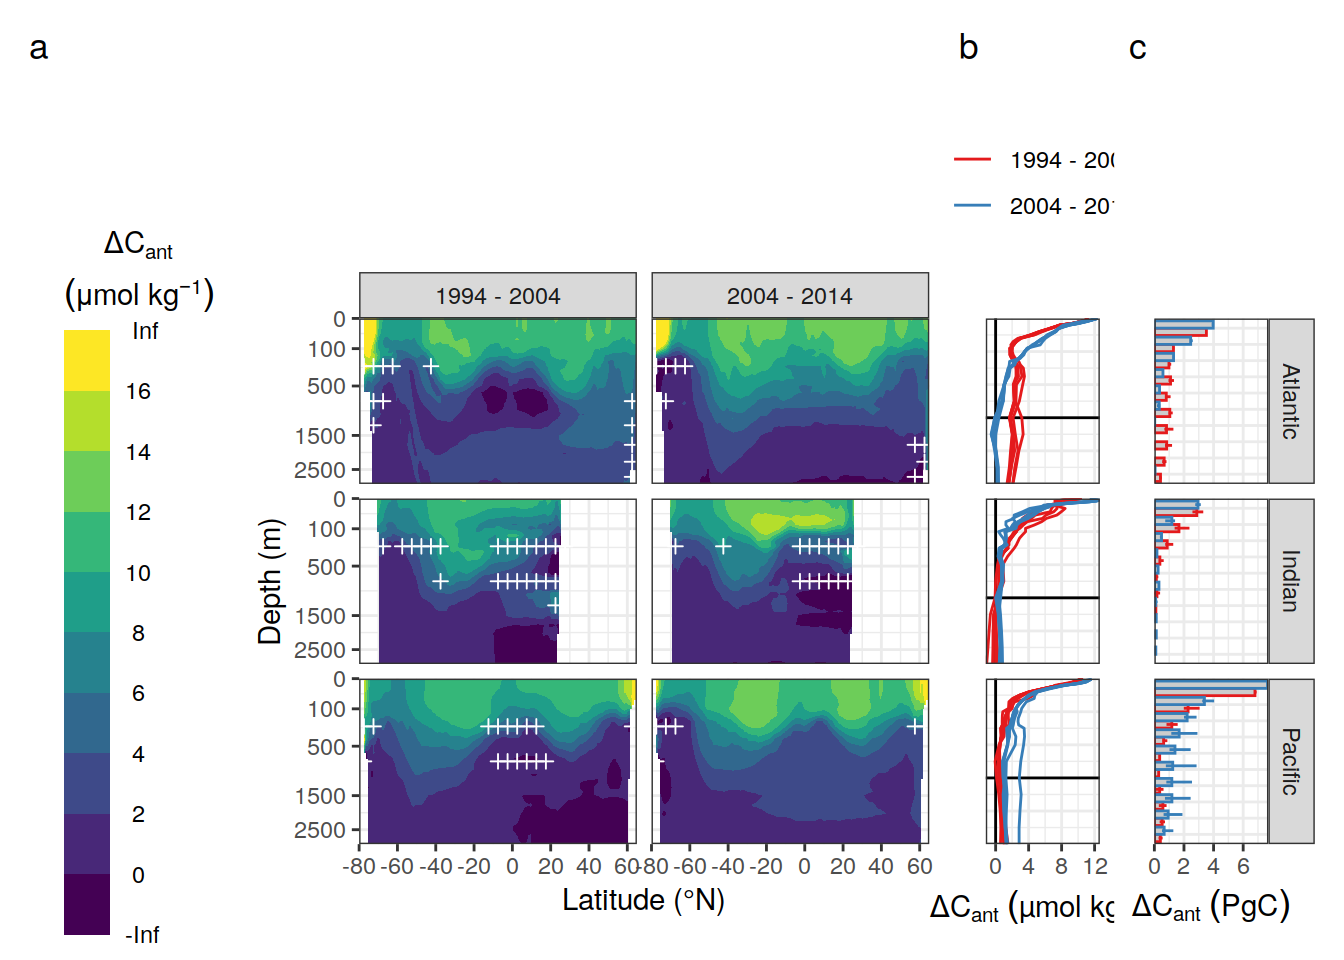 a
b
c
1994 - 200
2004 - 201
ΔCant
(μmol kg−1)
Inf
16
14
12
10
8
6
4
2
0
-Inf
1994 - 2004
2004 - 2014
0
100
500
1500
2500
0
100
500
1500
2500
0
100
500
1500
2500
Depth (m)
Atlantic
Indian
Pacific
-80 -60 -40 -20 0 20 40 60
-80 -60 -40 -20 0 20 40 60
0 4 8 12
0 2 4 6
Latitude (°N)
ΔCant (μmol kg
ΔCant (PgC)